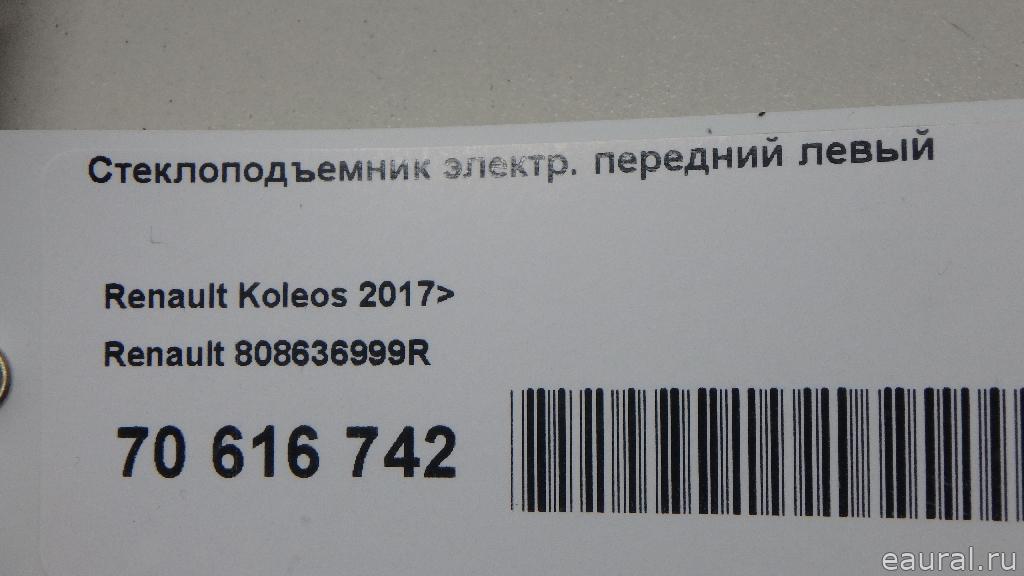 Стеклоподъемник электр. передний левый
Renault Koleos 2017>
Renault 808636999R
70 616 742
eaural.ru